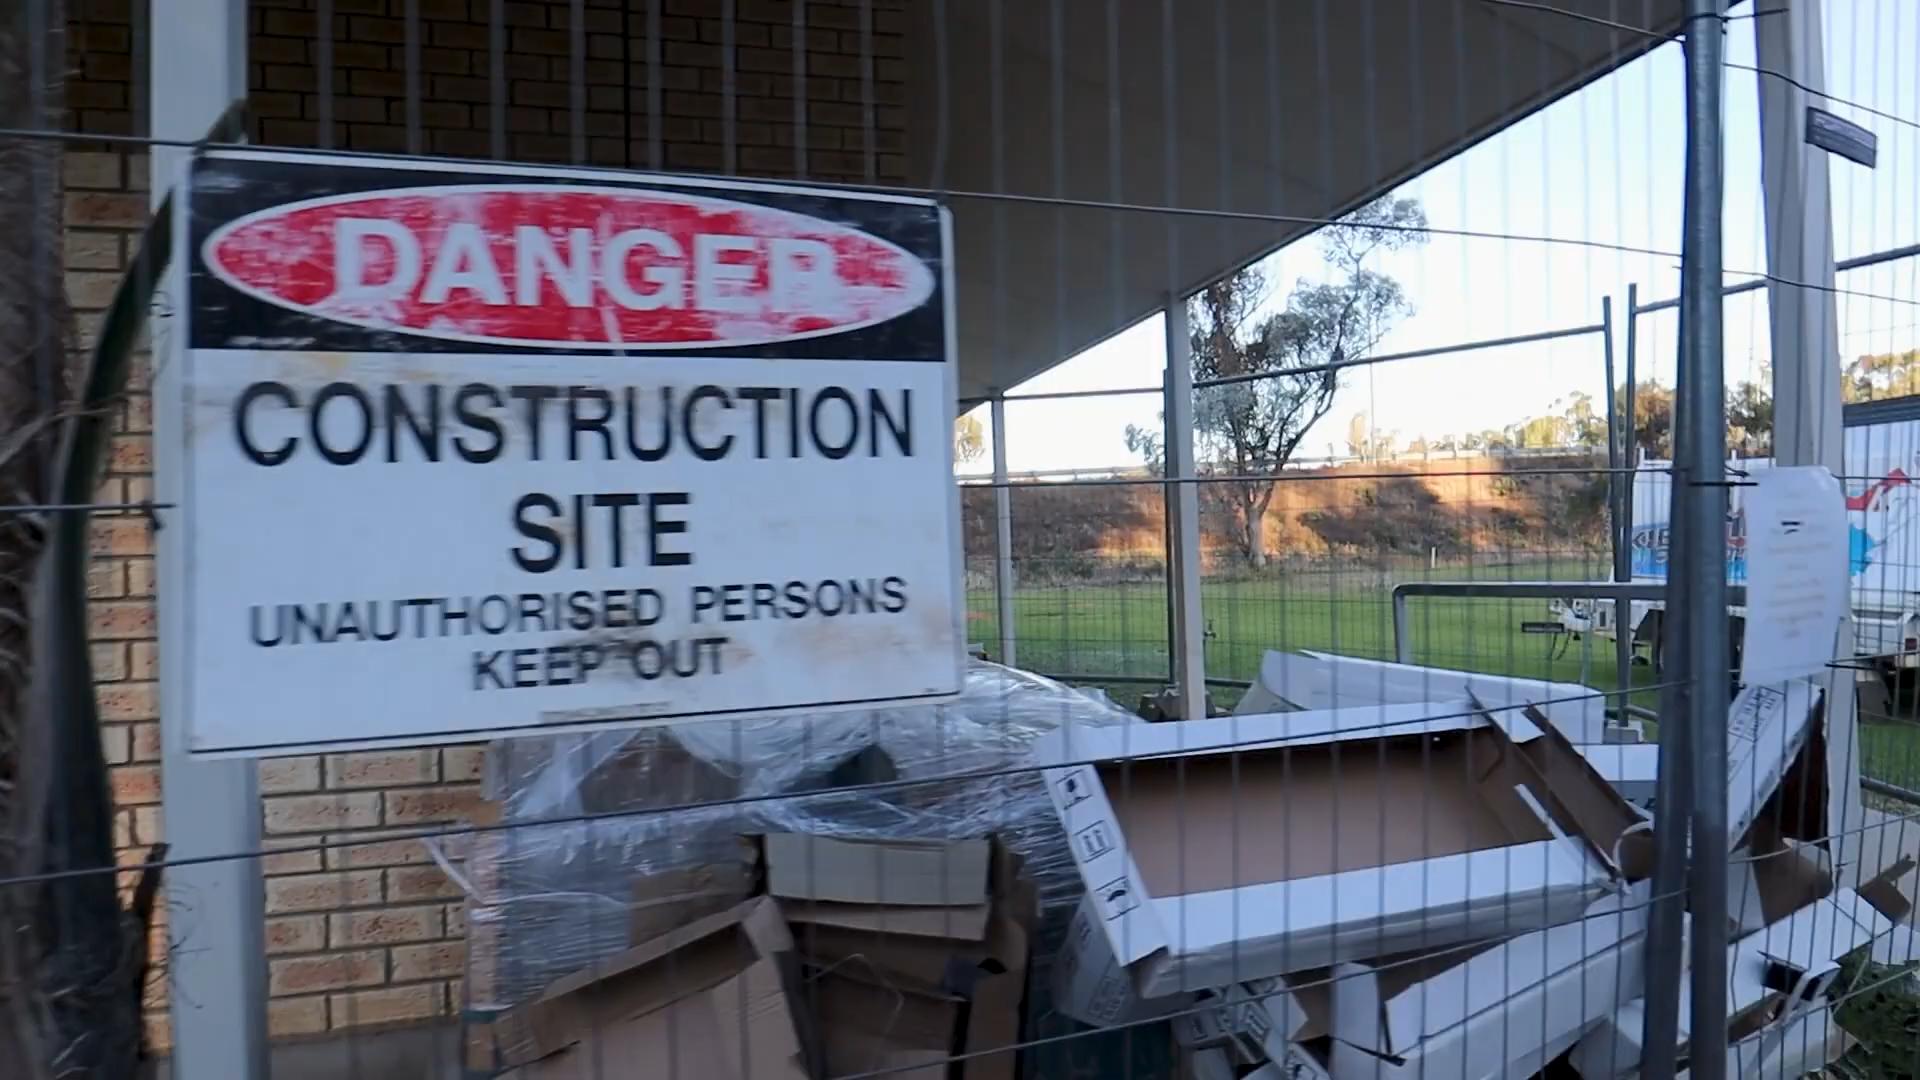 DANGER
CONSTRUCTION
SITE
UNAUTHORISED PERSONS
KEEP OUT